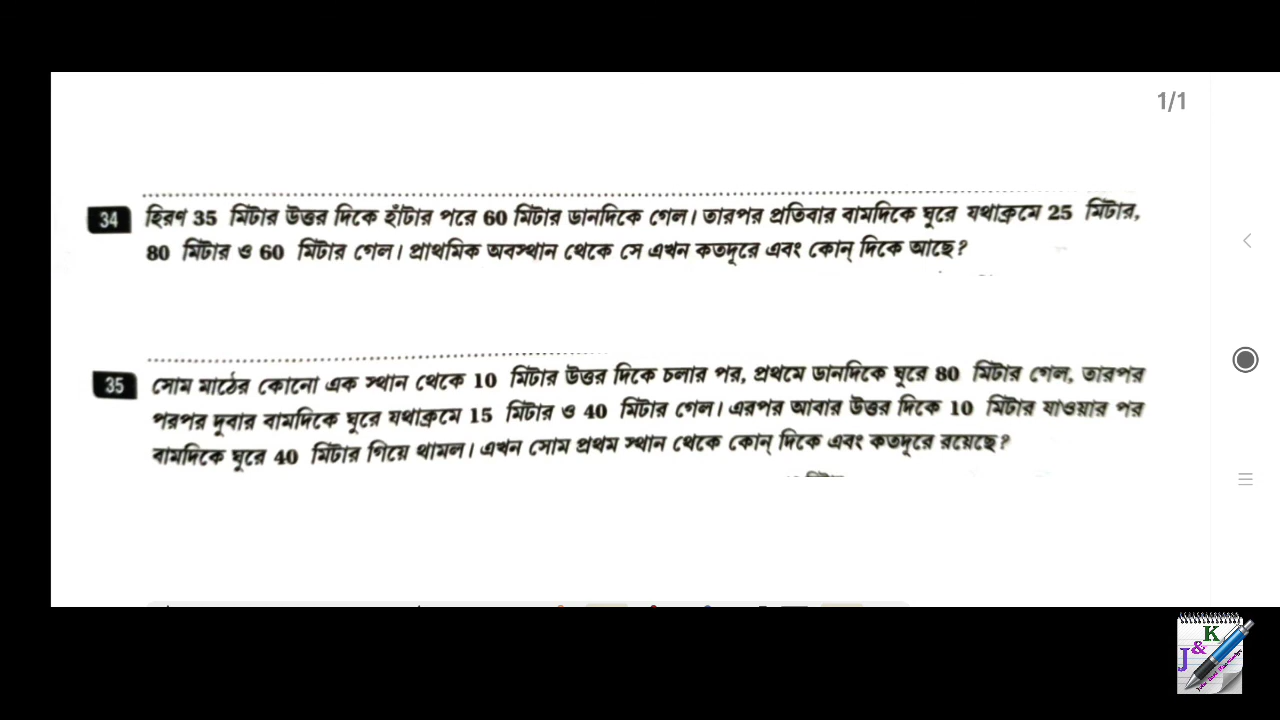 1/1
34 হিরণ 35 মিটার উত্তর দিকে হাঁটার পরে 60 মিটার ডানদিকে গেল। তারপর প্রতিবার বামদিকে ঘুরে যথাক্রমে 25 মিটার,
80 মিটার ও 60 মিটার গেল। প্রাথমিক অবস্থান থেকে সে এখন কতদূরে এবং কোন্ দিকে আছে?
35 সোম মাঠের কোনো এক স্থান থেকে 10 মিটার উত্তর দিকে চলার পর, প্রথমে ডানদিকে ঘুরে 80 মিটার গেল, তারপর
পরপর দুবার বামদিকে ঘুরে যথাক্রমে 15 মিটার ও 40 মিটার গেল। এরপর আবার উত্তর দিকে 10 মিটার যাওয়ার পর
বামদিকে ঘুরে 40 মিটার গিয়ে থামল। এখন সোম প্রথম স্থান থেকে কোন্ দিকে এবং কতদূরে রয়েছে?
J & K